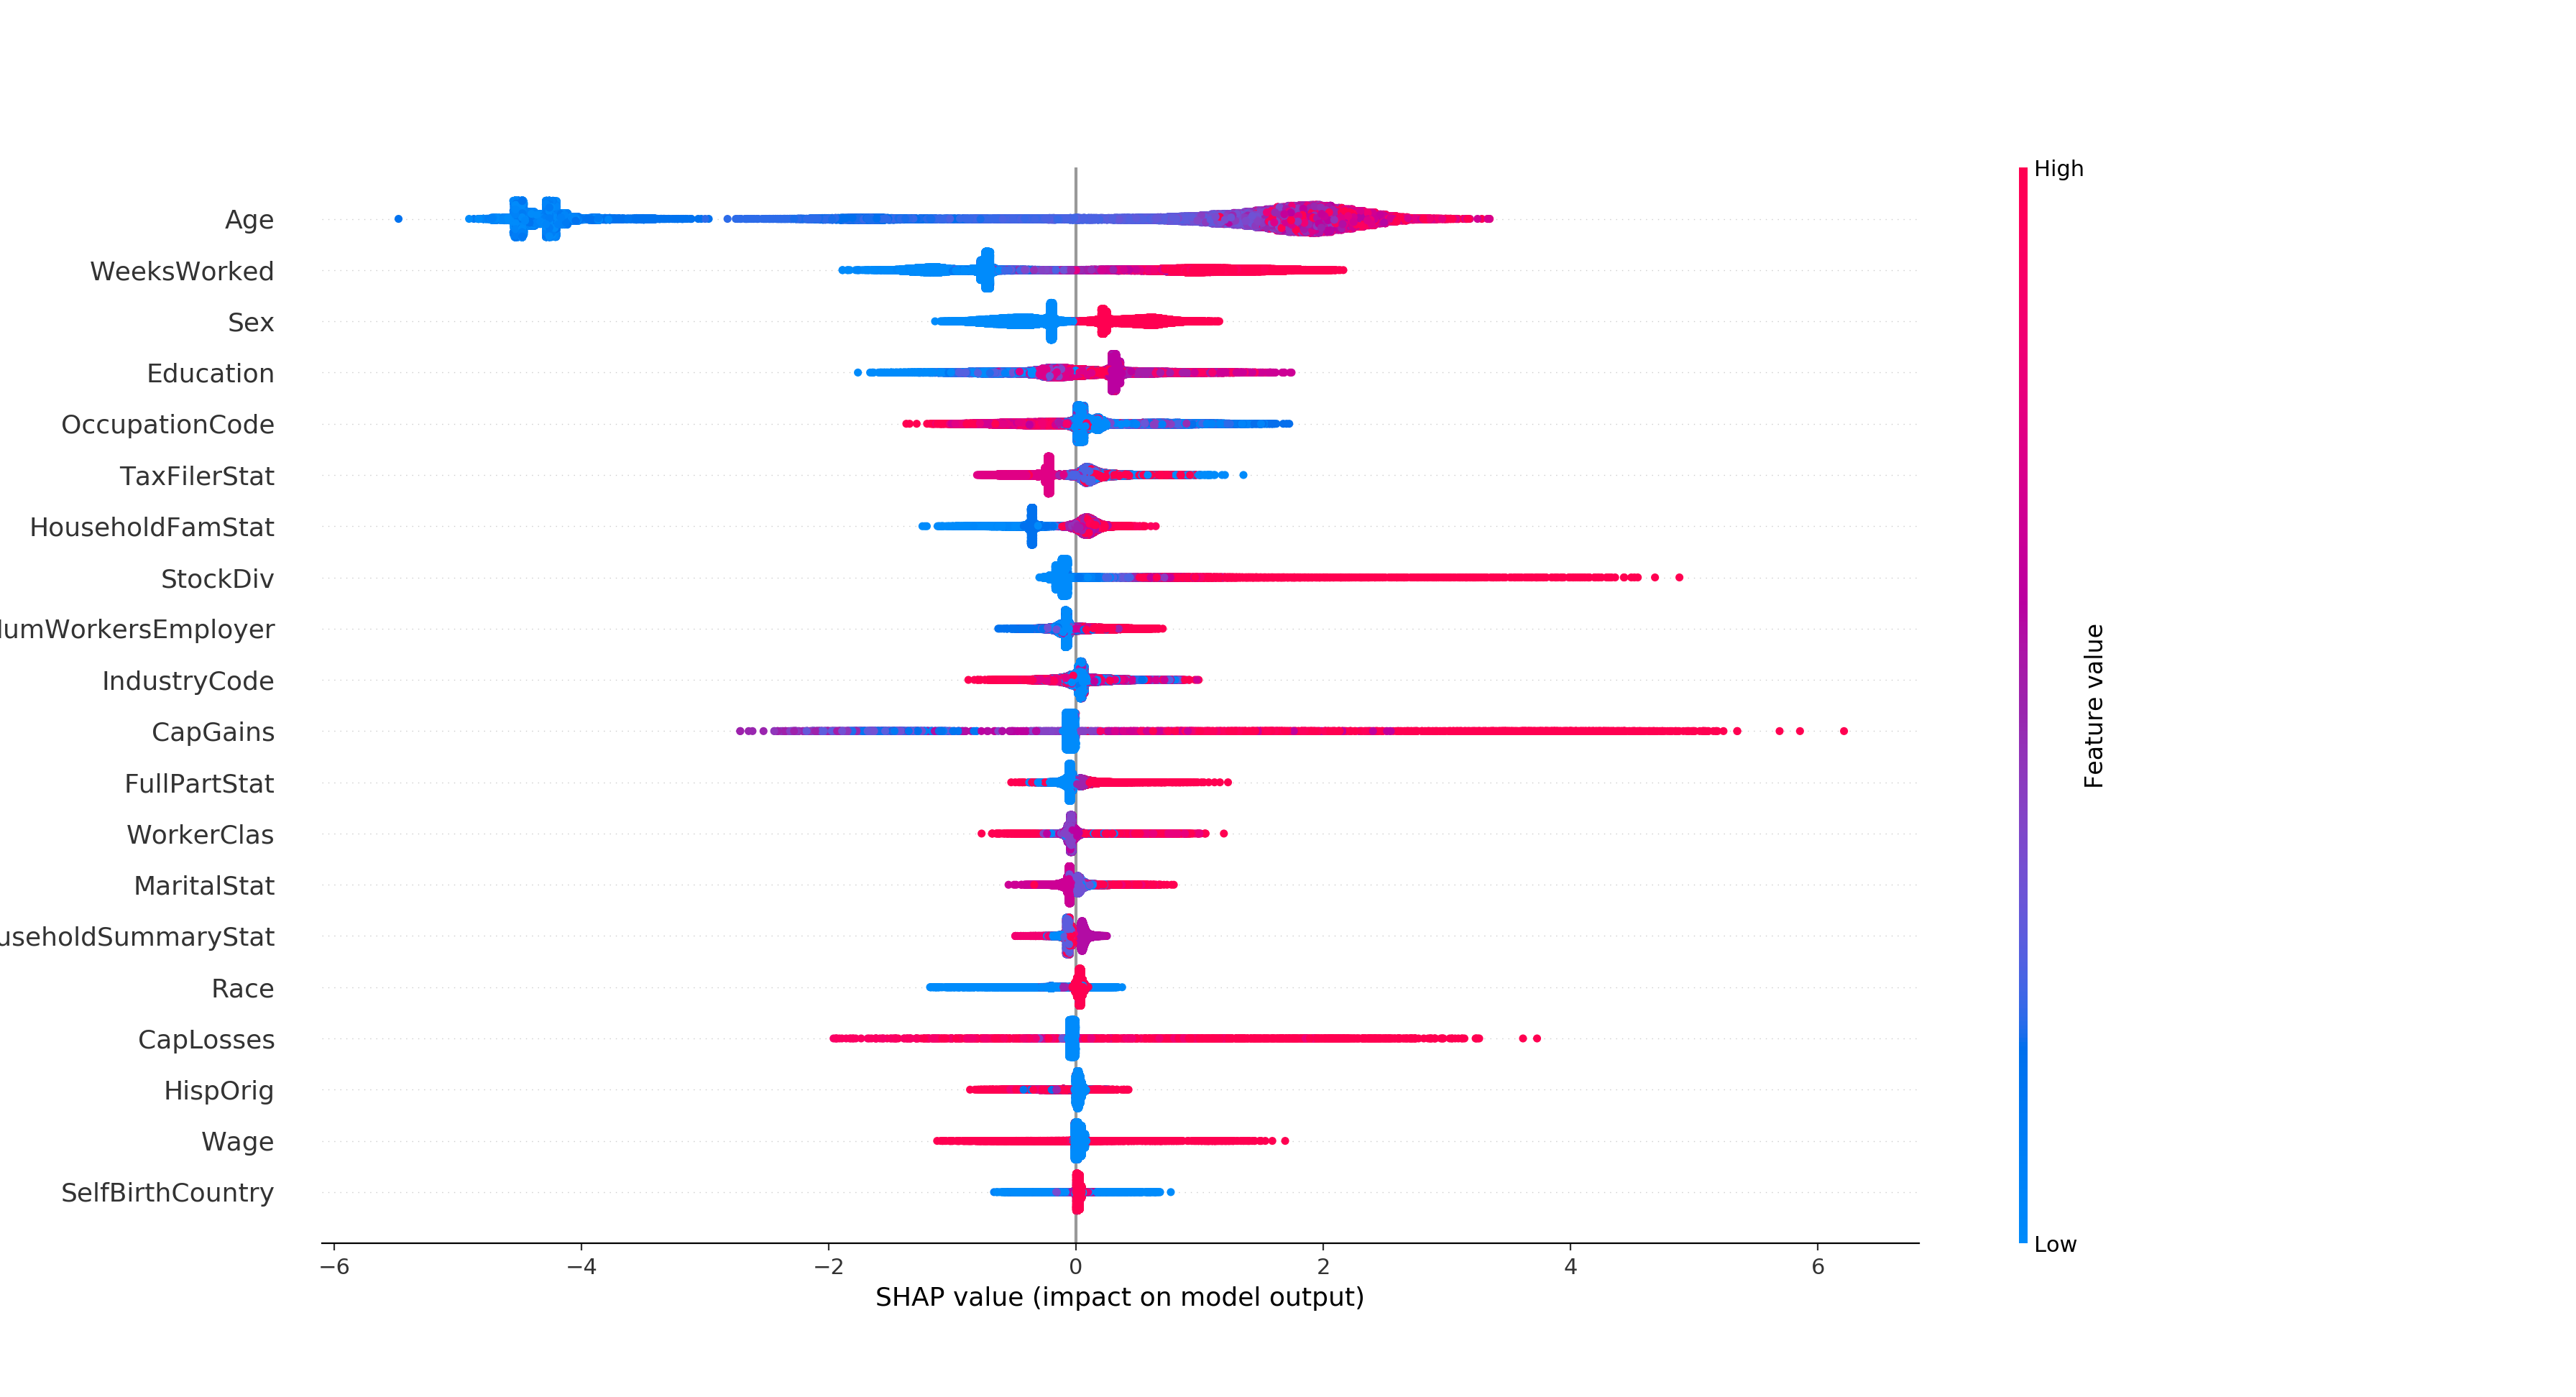 High
Age
WeeksWorked
Sex
Education
OccupationCode
TaxFilerStat
HouseholdFamStat
StockDiv
umWorkersEmployer
IndustryCode
CapGains
FullPartStat
WorkerClas
MaritalStat
useholdSummaryStat
Race
CapLosses
HispOrig
Wage
SelfBirthCountry
Feature value
Low
−6 −4 −2 0 2 4 6
SHAP value (impact on model output)